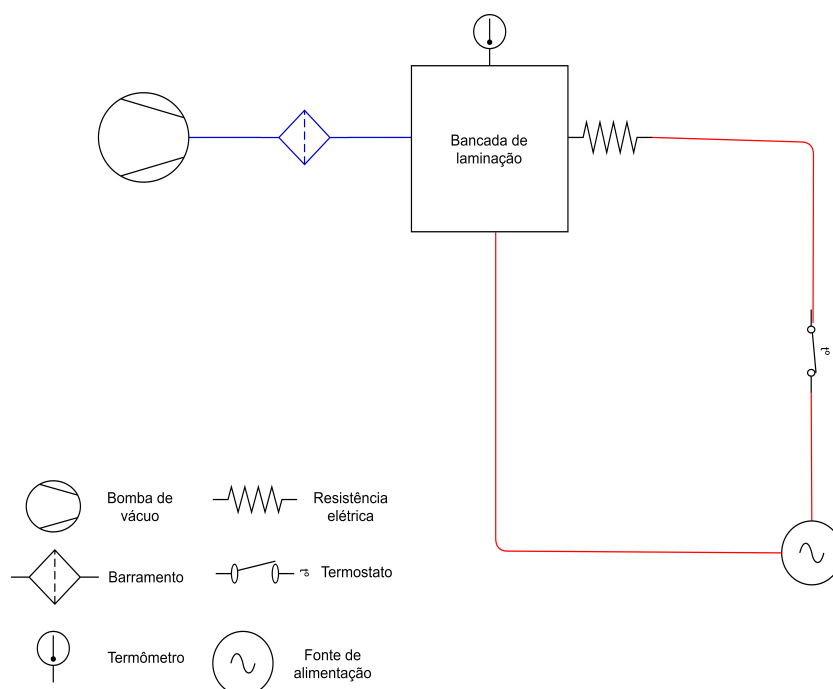 Bancada de
laminação
t°
Bomba de
vácuo
Resistência
elétrica
Barramento
t°
Termostato
Termômetro
Fonte de
alimentação